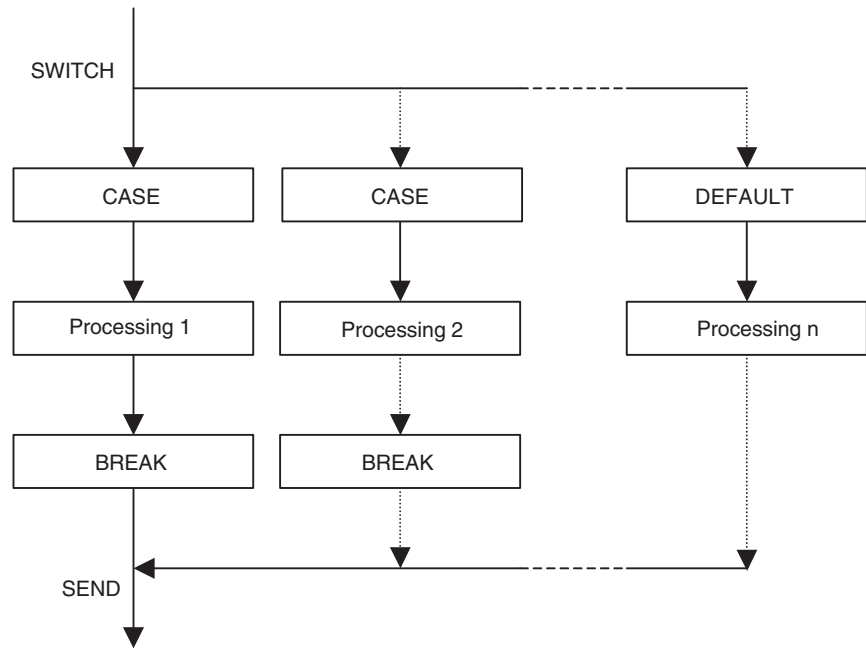 SWITCH
CASE
CASE
DEFAULT
Processing 1
Processing 2
Processing n
BREAK
BREAK
SEND